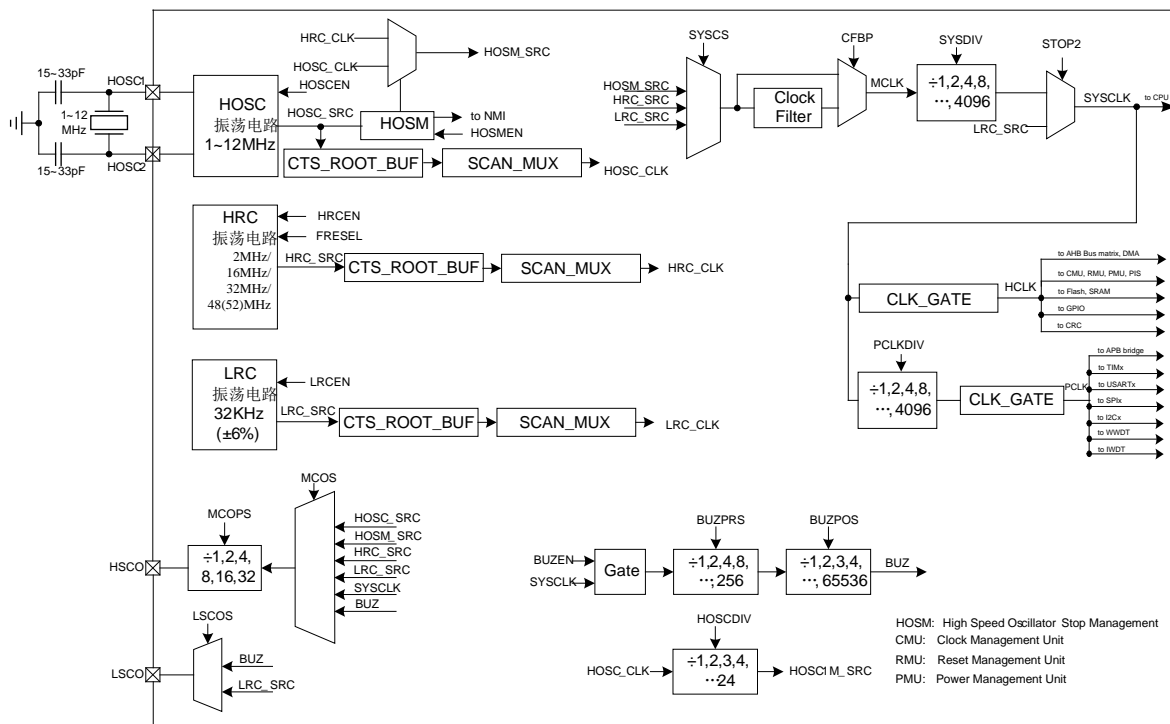 HRC_CLK
HOSC_CLK
HOSM_SRC
15~33pF
HOSC1
1~12
MHz
HOSC2
15~33pF
HOSC
振荡电路
1~12MHz
HOSCEN
HOSC_SRC
HOSM
to NMI
HOSMEN
CTS_ROOT_BUF
SCAN_MUX
HOSC_CLK
SYSCS
HOSM_SRC
HRC_SRC
LRC_SRC
Clock
Filter
CFBP
MCLK
SYSDIV
÷1,2,4,8,
…,4096
STOP2
LRC_SRC
SYSCLK
to CPU
HRC
振荡电路
2MHz/
16MHz/
32MHz/
48(52)MHz
HRCEN
FRESEL
HRC_SRC
CTS_ROOT_BUF
SCAN_MUX
HRC_CLK
CLK_GATE
HCLK
to AHB Bus matrix, DMA
to CMU, RMU, PMU, PIS
to Flash, SRAM
to GPIO
to CRC
PCLKDIV
÷1,2,4,8,
…,4096
CLK_GATE
PCLK
to APB bridge
to TIMx
to USARTx
to SPIx
to I2Cx
to WWDT
to IWDT
LRC
振荡电路
32KHz
(±6%)
LRCEN
LRC_SRC
CTS_ROOT_BUF
SCAN_MUX
LRC_CLK
MCOS
HOSC_SRC
HOSM_SRC
HRC_SRC
LRC_SRC
SYSCLK
BUZ
MCOPS
÷1,2,4,
8,16,32
HSCO
LSCOS
BUZ
LRC_SRC
LSCO
BUZEN
SYSCLK
Gate
BUZPRS
÷1,2,4,8,
…,256
BUZPOS
÷1,2,3,4,
…,65536
BUZ
HOSCDIV
HOSC_CLK
÷1,2,3,4,
…24
HOSC1M_SRC
HOSM: High Speed Oscillator Stop Management
CMU: Clock Management Unit
RMU: Reset Management Unit
PMU: Power Management Unit